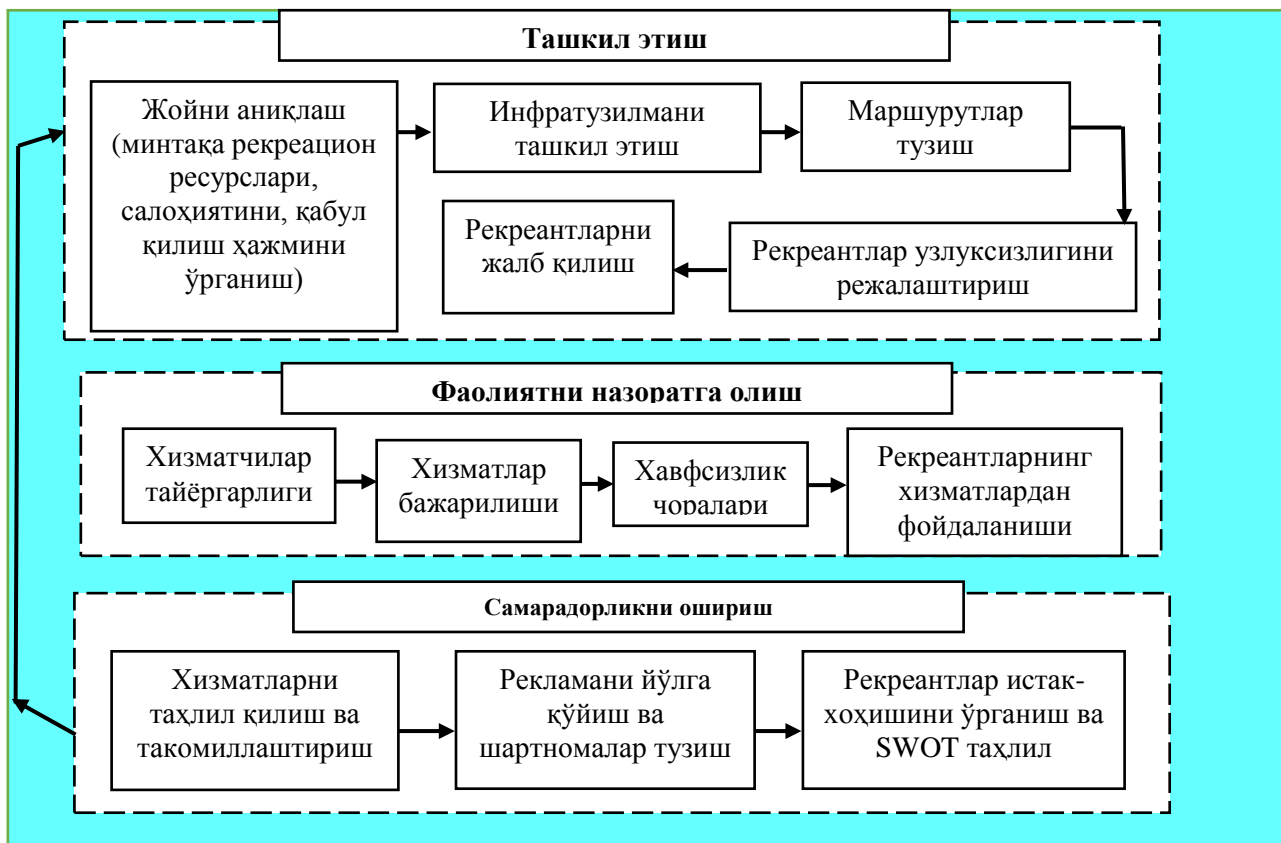 Ташкил этиш
Жойни аниқлаш
(минтақа рекреацион
ресурслари,
салоҳиятини, қабул
қилиш ҳажмини
ўрганиш)
Инфратузилмани
ташкил этиш
Маршурутлар
тузиш
Рекреантлар узлуксизлигини
режалаштириш
Рекреантларни
жалб қилиш
Фаолиятни назоратга олиш
Хизматчилар
тайёргарлиги
Хизматлар
бажарилиши
Хавфсизлик
чоралари
Рекреантларнинг
хизматлардан
фойдаланиши
Самарадорликни ошириш
Хизматларни
таҳлил қилиш ва
такомиллаштириш
Рекламани йўлга
қўйиш ва
шартномалар тузиш
Рекреантлар истак-
хоҳишини ўрганиш ва
SWOT таҳлил